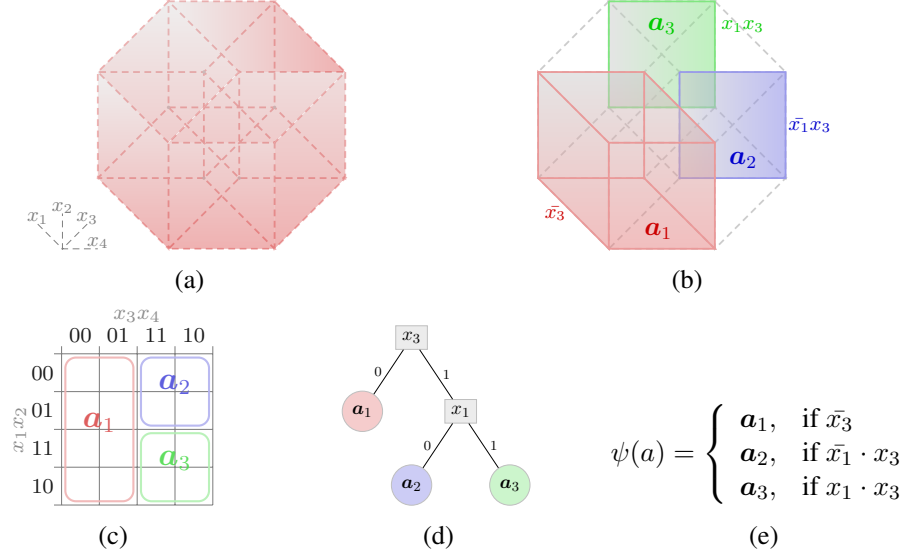 a₃ x₁x₃
x̄₁x₃
a₂
x₁ x₂ x₃
x₄
x̄₃
a₁
(a) (b)
x₃x₄
00 01 11 10
x₁x₂
00
01
11
10
a₁
a₂
a₃
x₃
0 1
a₁ x₁
0 1
a₂ a₃
ψ(a) = {
a₁, if x̄₃
a₂, if x̄₁ · x₃
a₃, if x₁ · x₃
(c) (d) (e)